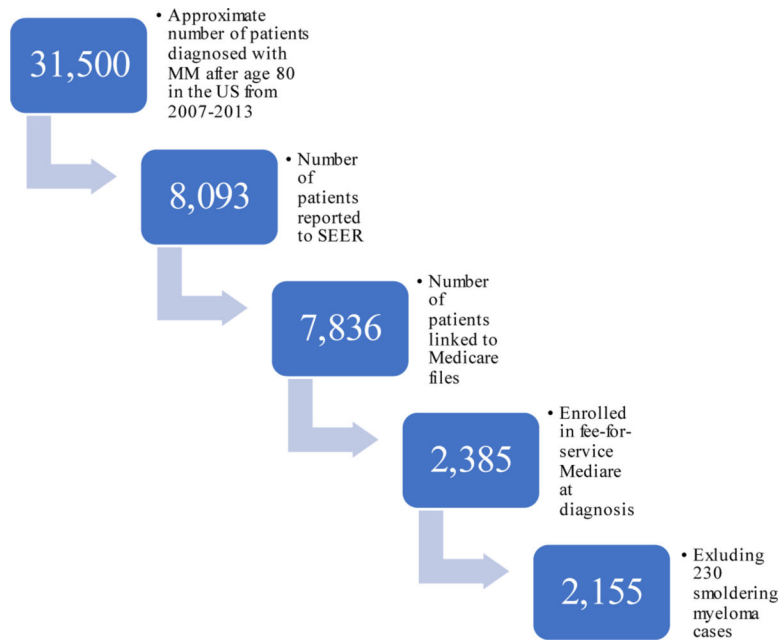 31,500
• Approximate
number of patients
diagnosed with
MM after age 80
in the US from
2007-2013
8,093
• Number
of
patients
reported
to SEER
7,836
• Number
of
patients
linked to
Medicare
files
2,385
• Enrolled
in fee-for-
service
Mediare
at
diagnosis
2,155
• Exluding
230
smoldering
myeloma
cases